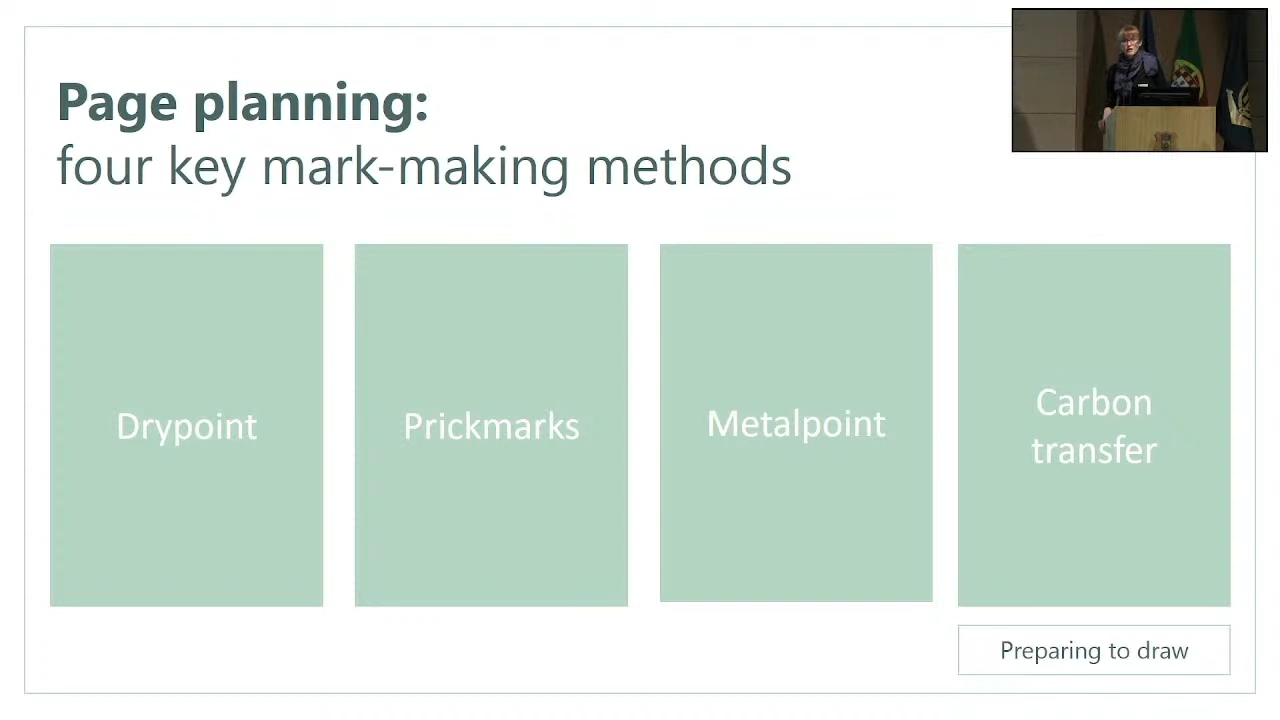 Page planning:
four key mark-making methods
Drypoint
Prickmarks
Metalpoint
Carbon
transfer
Preparing to draw